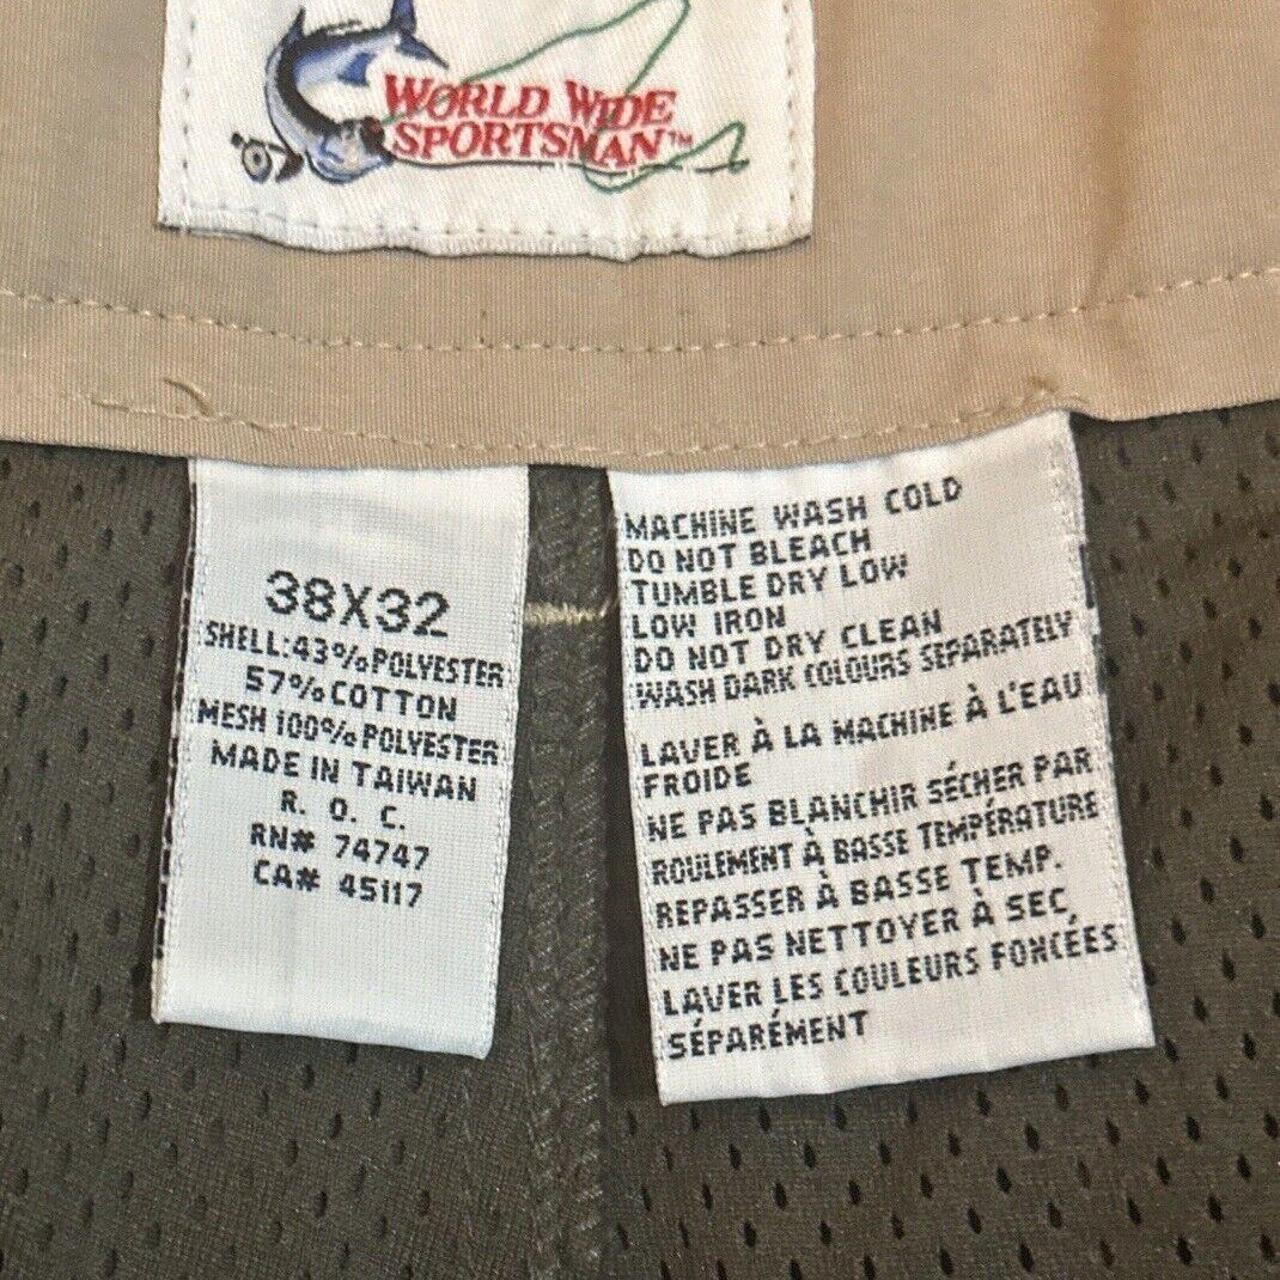 WORLD WIDE
SPORTSMAN™
38X32
SHELL:43%POLYESTER
57%COTTON
MESH 100%POLYESTER
MADE IN TAIWAN
R. O. C.
RN# 74747
CA# 45117
MACHINE WASH COLD
DO NOT BLEACH
TUMBLE DRY LOW
LOW IRON
DO NOT DRY CLEAN
WASH DARK COLOURS SEPARATELY
LAVER À LA MACHINE À L'EAU
FROIDE
NE PAS BLANCHIR SÉCHER PAR
ROULEMENT À BASSE TEMPÉRATURE
REPASSER À BASSE TEMP.
NE PAS NETTOYER À SEC
LAVER LES COULEURS FONCÉES
SÉPARÉMENT